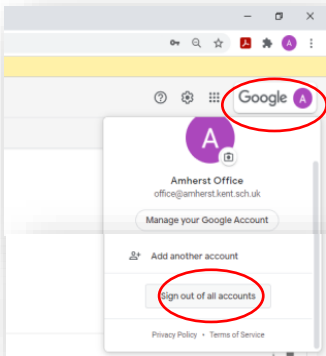 A
Google A
A
Amherst Office
office@amherst.kent.sch.uk
Manage your Google Account
Add another account
Sign out of all accounts
Privacy Policy • Terms of Service